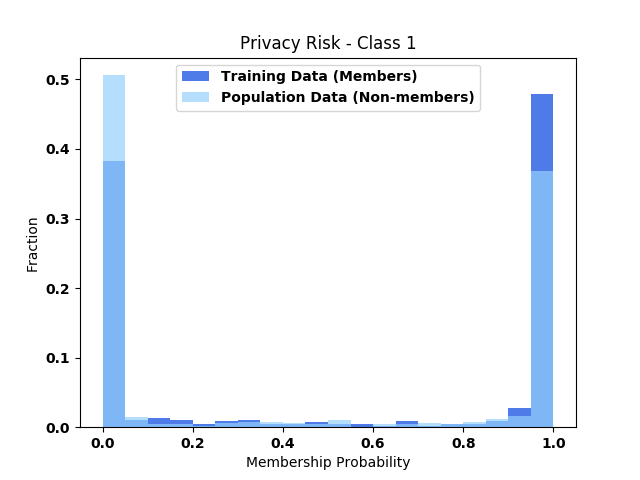 Privacy Risk - Class 1
Training Data (Members)
Population Data (Non-members)
Fraction
0.5
0.4
0.3
0.2
0.1
0.0
0.0 0.2 0.4 0.6 0.8 1.0
Membership Probability